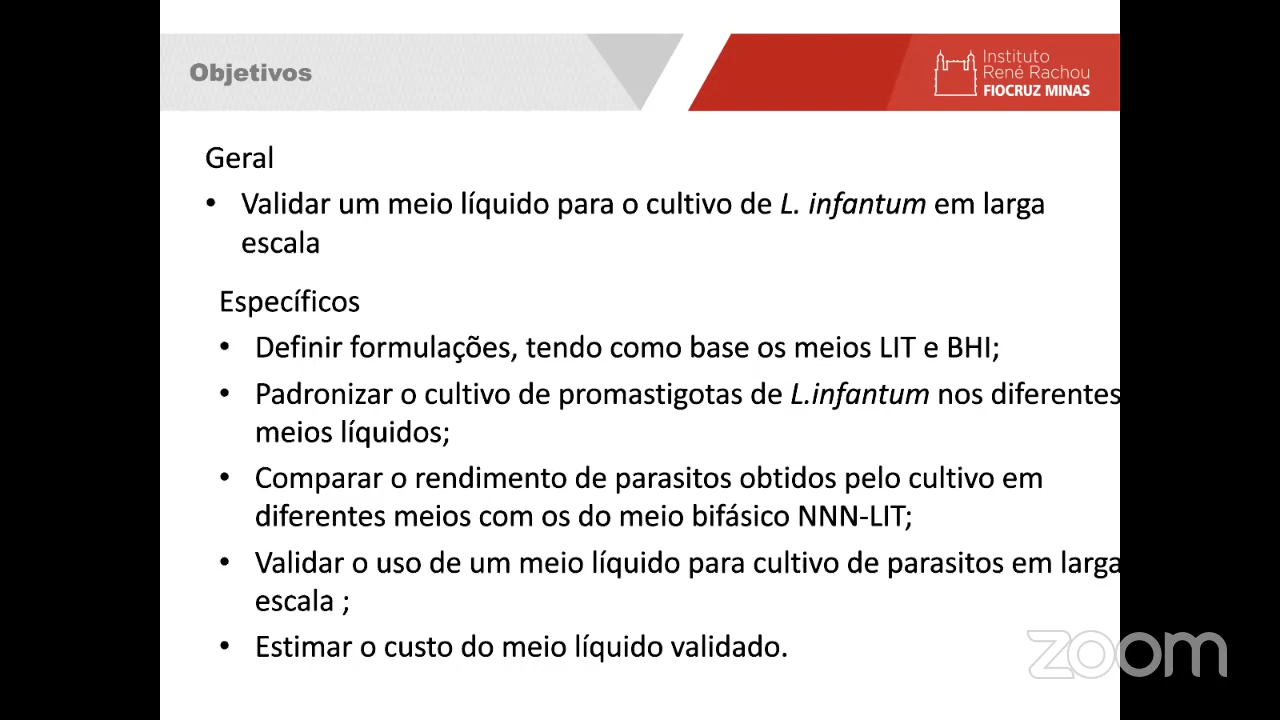 Objetivos
Instituto
René Rachou
FIOCRUZ MINAS
Geral
• Validar um meio líquido para o cultivo de L. infantum em larga
escala
Específicos
• Definir formulações, tendo como base os meios LIT e BHI;
• Padronizar o cultivo de promastigotas de L.infantum nos diferentes
meios líquidos;
• Comparar o rendimento de parasitos obtidos pelo cultivo em
diferentes meios com os do meio bifásico NNN-LIT;
• Validar o uso de um meio líquido para cultivo de parasitos em larga
escala ;
• Estimar o custo do meio líquido validado.
zoom